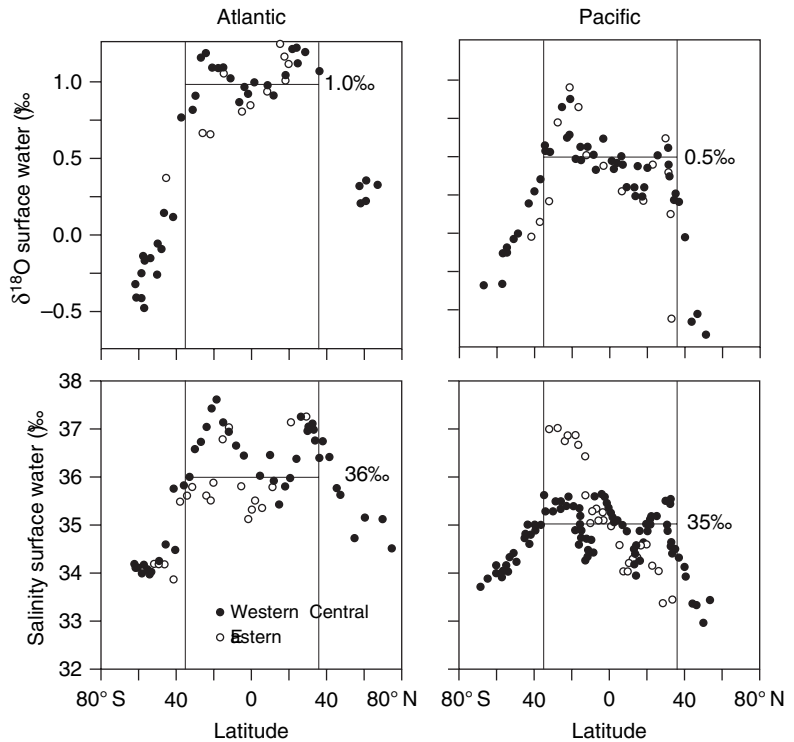 Atlantic
Pacific
δ18O surface water (‰
1.0
0.5
0.0
–0.5
1.0‰
0.5‰
Salinity surface water (‰
38
37
36
35
34
33
32
36‰
35‰
Western Central
Eastern
80° S 40 0 40 80° N
80° S 40 0 40 80° N
Latitude
Latitude